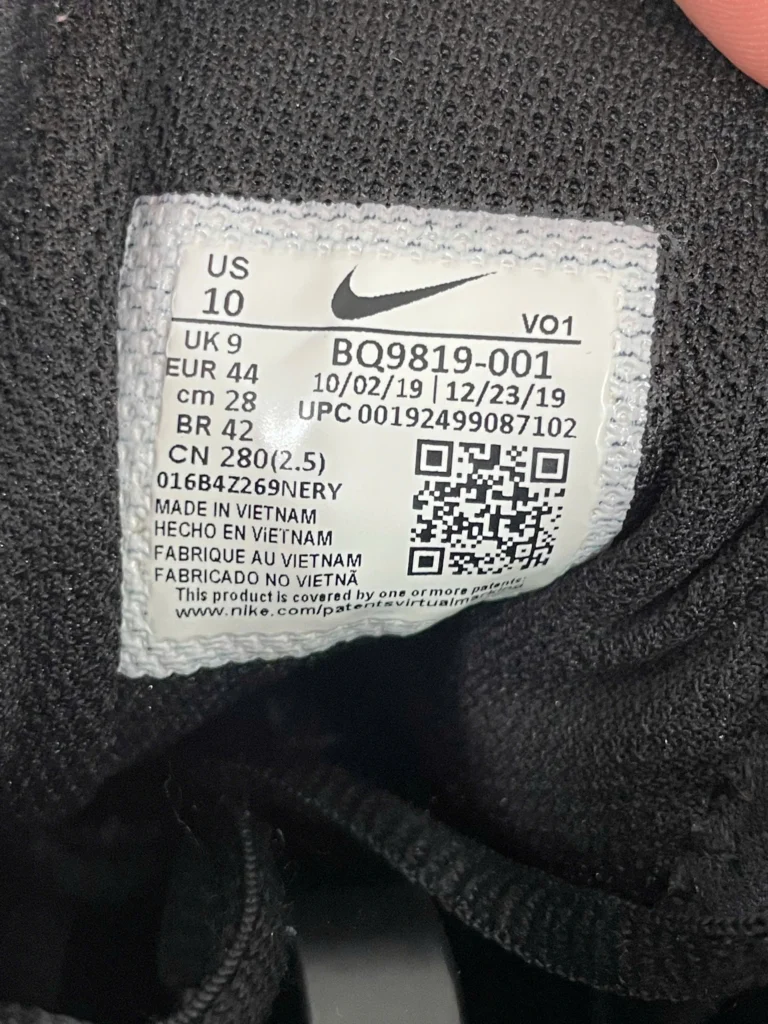 US
10
VO1
UK 9
EUR 44
cm 28
BR 42
CN 280(2.5)
BQ9819-001
10/02/19 | 12/23/19
UPC 00192499087102
016B4Z269NERY
MADE IN VIETNAM
HECHO EN VIETNAM
FABRIQUE AU VIETNAM
FABRICADO NO VIETNÃ
This product is covered by one or more patents:
www.nike.com/patentsvirtualmarking